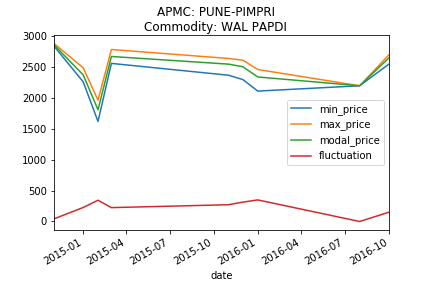 APMC: PUNE-PIMPRI
Commodity: WAL PAPDI
3000
2500
2000
1500
1000
500
0
min_price
max_price
modal_price
fluctuation
2015-01
2015-04
2015-07
2015-10
2016-01
2016-04
2016-07
2016-10
date